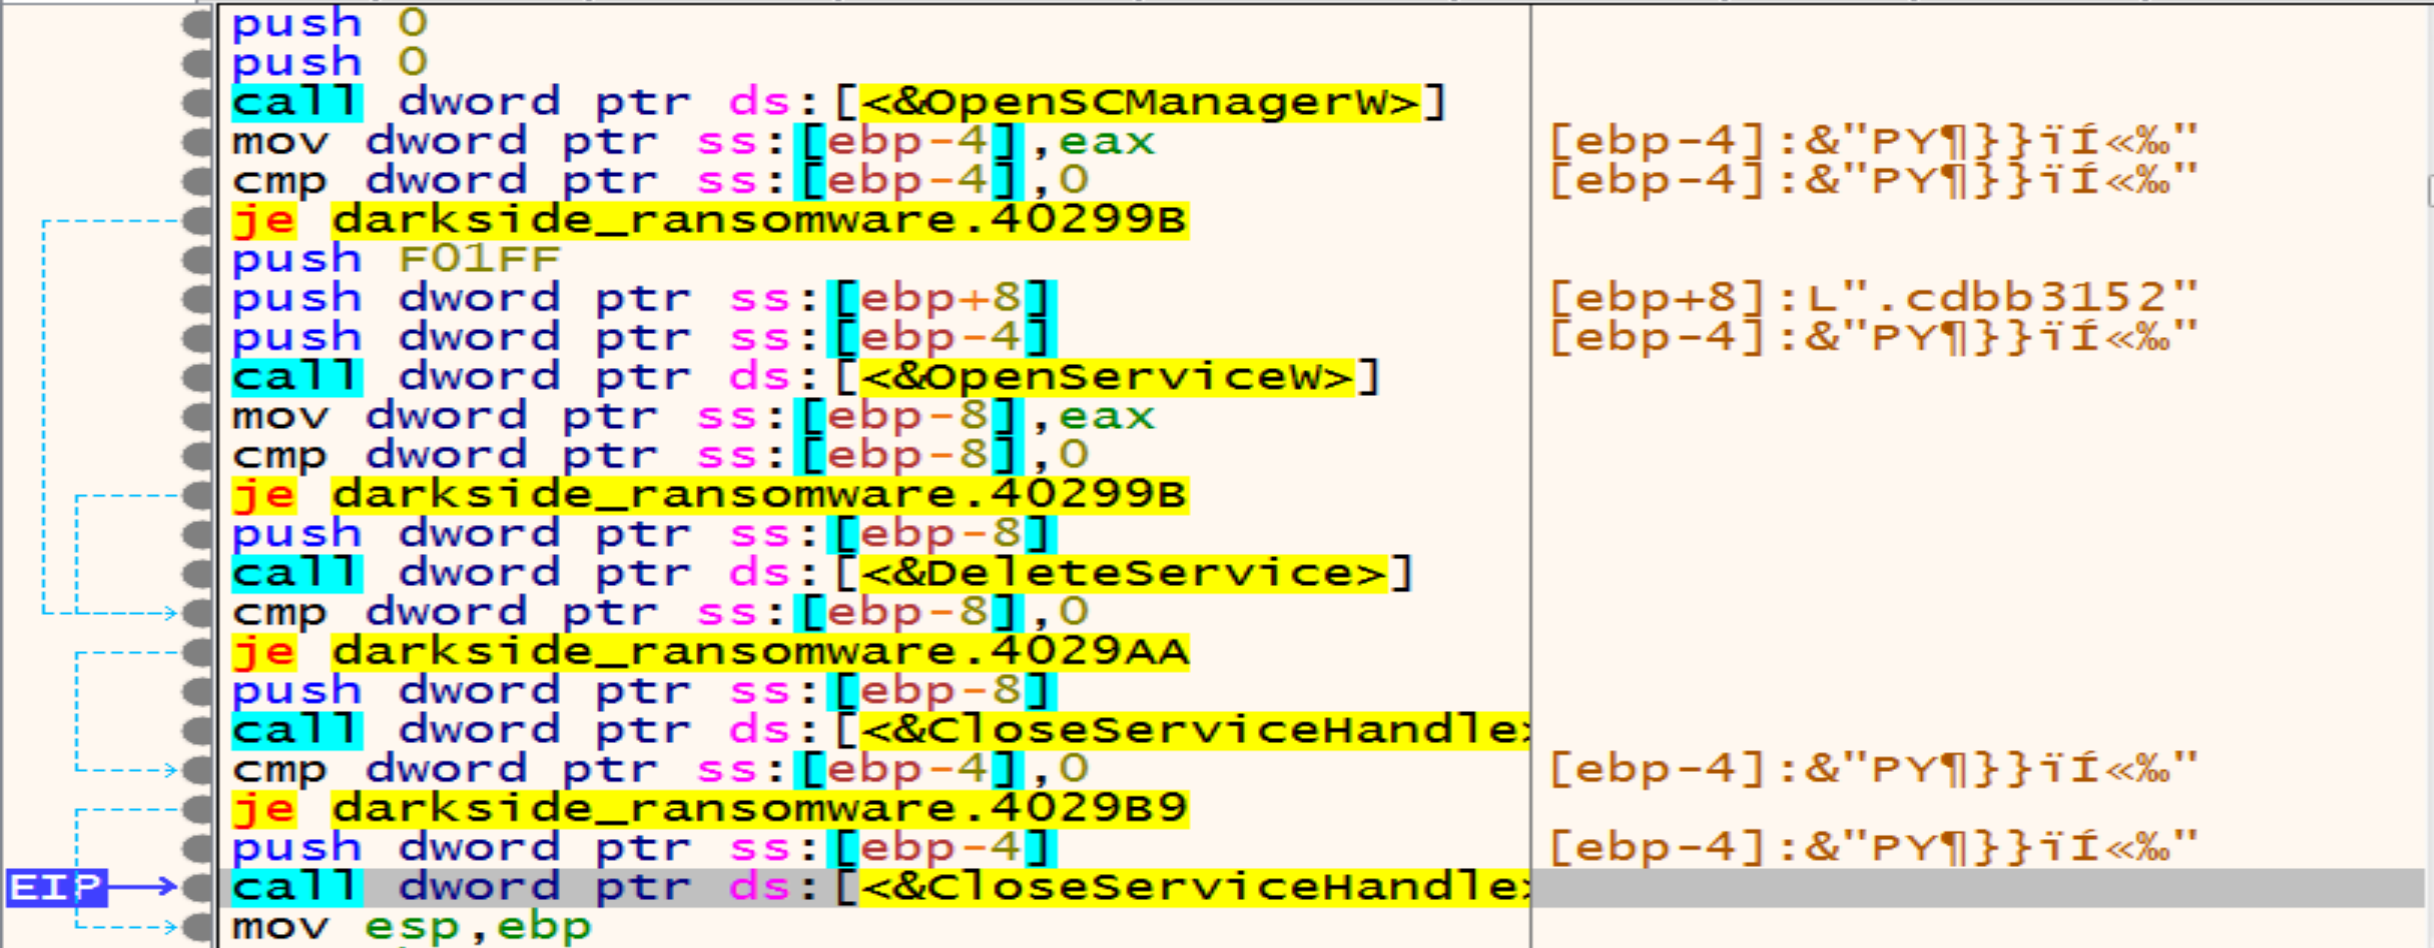 push 0
push 0
call dword ptr ds:[<&OpenSCManagerW>]
mov dword ptr ss:[ebp-4],eax [ebp-4]:&"PY¶}}ïÍ«‰"
cmp dword ptr ss:[ebp-4],0 [ebp-4]:&"PY¶}}ïÍ«‰"
je darkside_ransomware.40299B
push F01FF
push dword ptr ss:[ebp+8] [ebp+8]:L".cdbb3152"
push dword ptr ss:[ebp-4] [ebp-4]:&"PY¶}}ïÍ«‰"
call dword ptr ds:[<&OpenServiceW>]
mov dword ptr ss:[ebp-8],eax
cmp dword ptr ss:[ebp-8],0
je darkside_ransomware.40299B
push dword ptr ss:[ebp-8]
call dword ptr ds:[<&DeleteService>]
cmp dword ptr ss:[ebp-8],0
je darkside_ransomware.4029AA
push dword ptr ss:[ebp-8]
call dword ptr ds:[<&CloseServiceHandle>
cmp dword ptr ss:[ebp-4],0 [ebp-4]:&"PY¶}}ïÍ«‰"
je darkside_ransomware.4029B9
push dword ptr ss:[ebp-4] [ebp-4]:&"PY¶}}ïÍ«‰"
EIP call dword ptr ds:[<&CloseServiceHandle>
mov esp,ebp